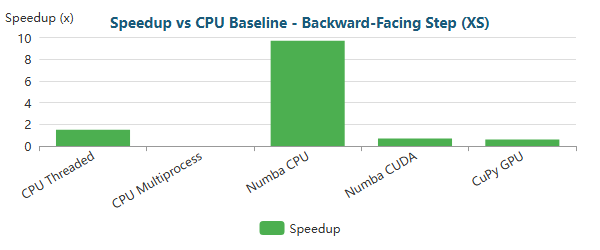 Speedup (x)
Speedup vs CPU Baseline - Backward-Facing Step (XS)
10
8
6
4
2
0
CPU Threaded
CPU Multiprocess
Numba CPU
Numba CUDA
CuPy GPU
Speedup